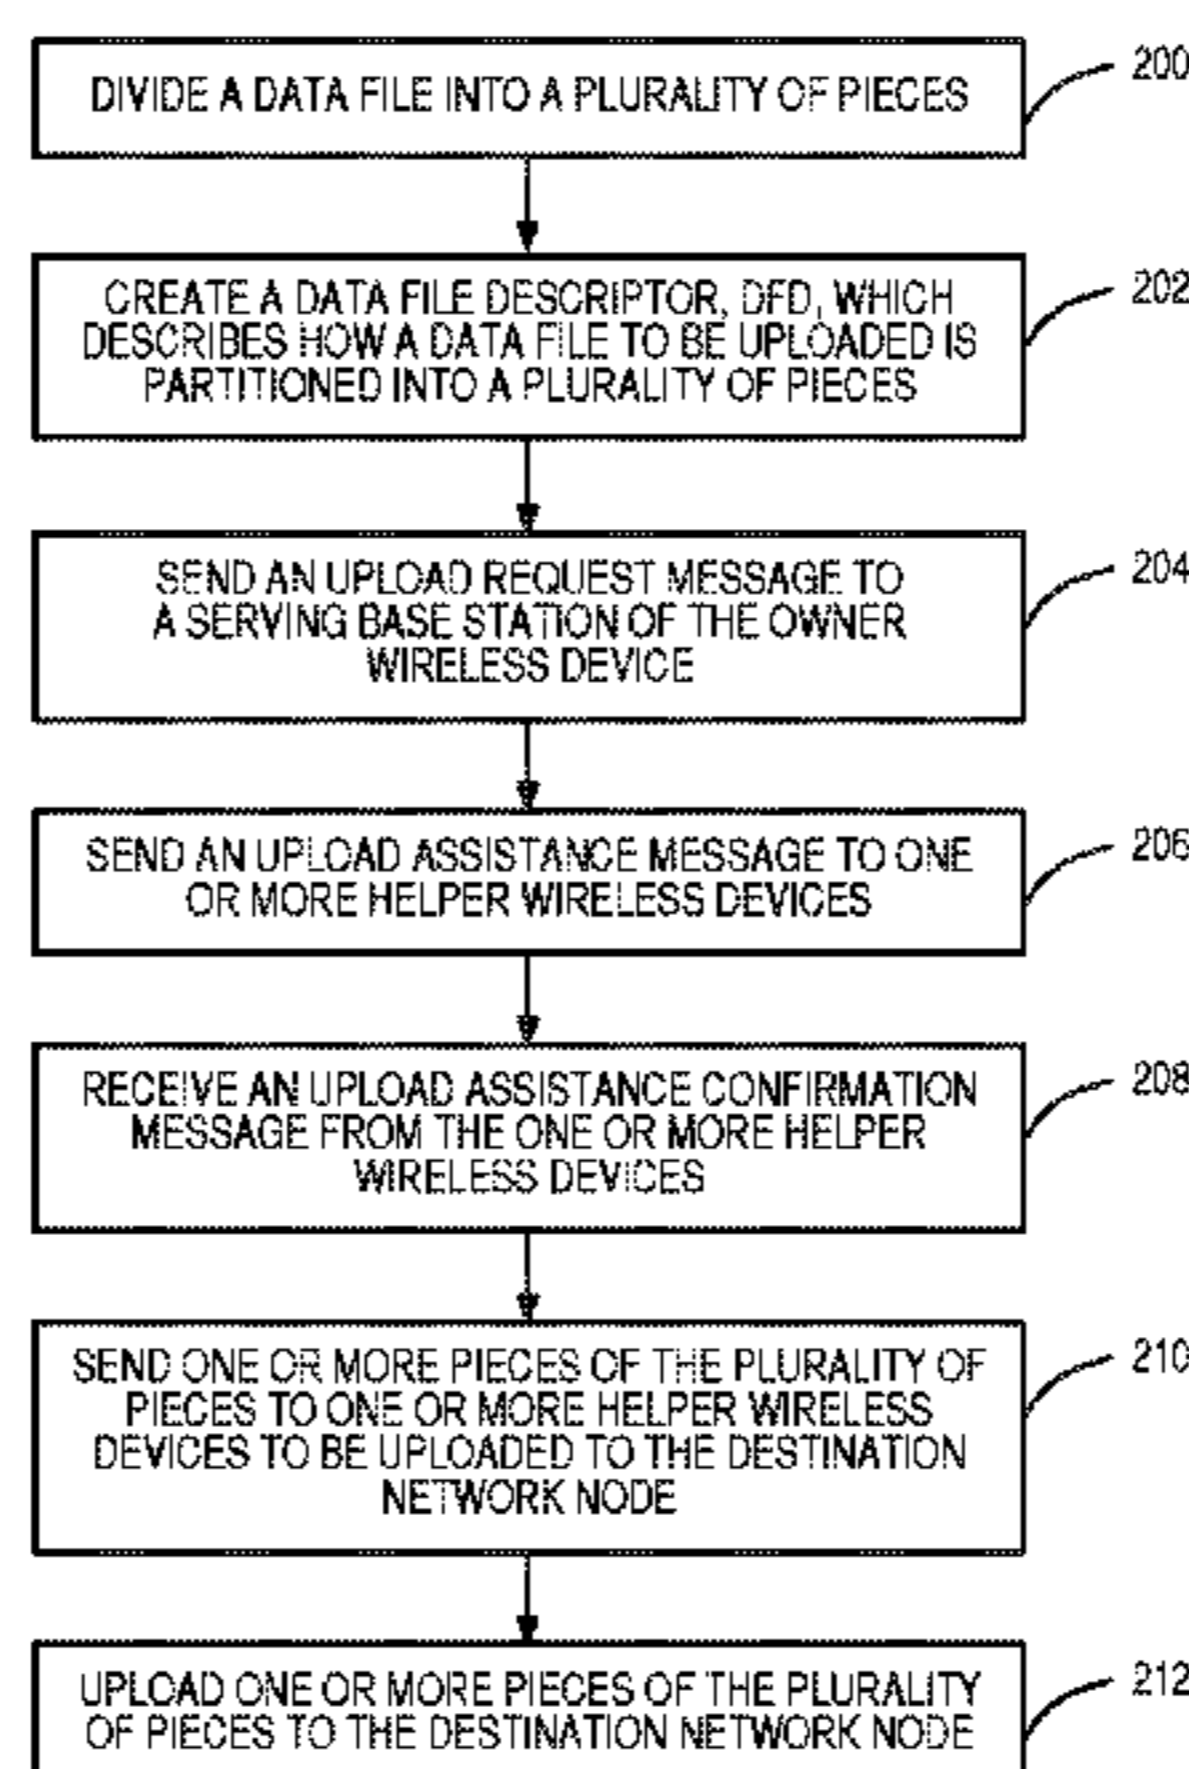 DIVIDE A DATA FILE INTO A PLURALITY OF PIECES
200
CREATE A DATA FILE DESCRIPTOR, DFD, WHICH
DESCRIBES HOW A DATA FILE TO BE UPLOADED IS
PARTITIONED INTO A PLURALITY OF PIECES
202
SEND AN UPLOAD REQUEST MESSAGE TO
A SERVING BASE STATION OF THE OWNER
WIRELESS DEVICE
204
SEND AN UPLOAD ASSISTANCE MESSAGE TO ONE
OR MORE HELPER WIRELESS DEVICES
206
RECEIVE AN UPLOAD ASSISTANCE CONFIRMATION
MESSAGE FROM THE ONE OR MORE HELPER
WIRELESS DEVICES
208
SEND ONE OR MORE PIECES OF THE PLURALITY OF
PIECES TO ONE OR MORE HELPER WIRELESS
DEVICES TO BE UPLOADED TO THE DESTINATION
NETWORK NODE
210
UPLOAD ONE OR MORE PIECES OF THE PLURALITY
OF PIECES TO THE DESTINATION NETWORK NODE
212